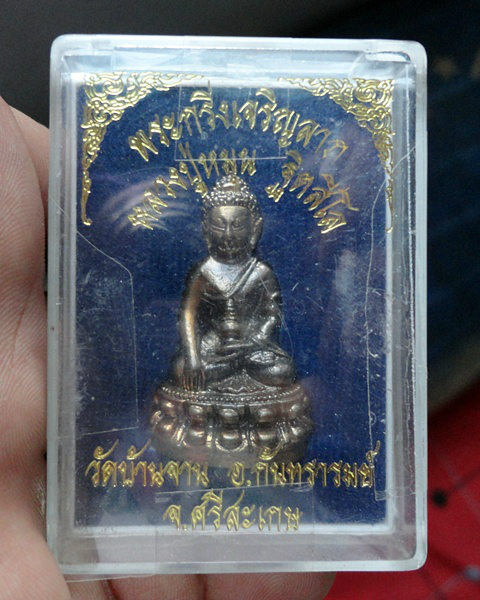 พระกริ่งเจริญลาภ
หลวงปู่หมุน ฐิตสีโล
วัดบ้านจาน อ.กันทรารมย์
จ.ศรีสะเกษ